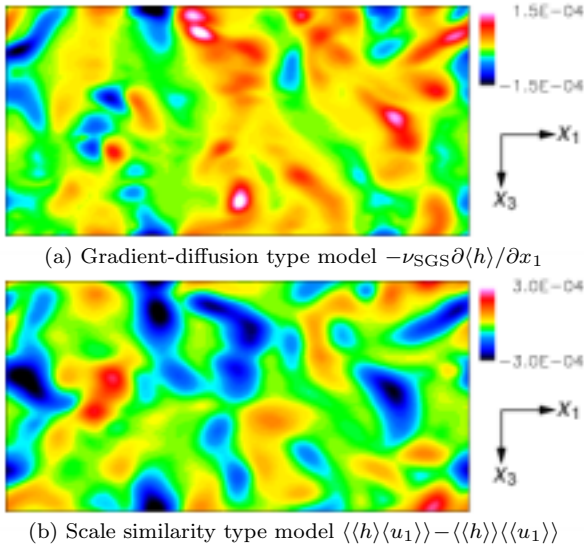 1.5E-04
-1.5E-04
X₁
X₃
(a) Gradient-diffusion type model −ν_SGS ∂⟨h⟩/∂x₁
3.0E-04
-3.0E-04
X₁
X₃
(b) Scale similarity type model ⟨⟨h⟩⟨u₁⟩⟩−⟨⟨h⟩⟩⟨⟨u₁⟩⟩